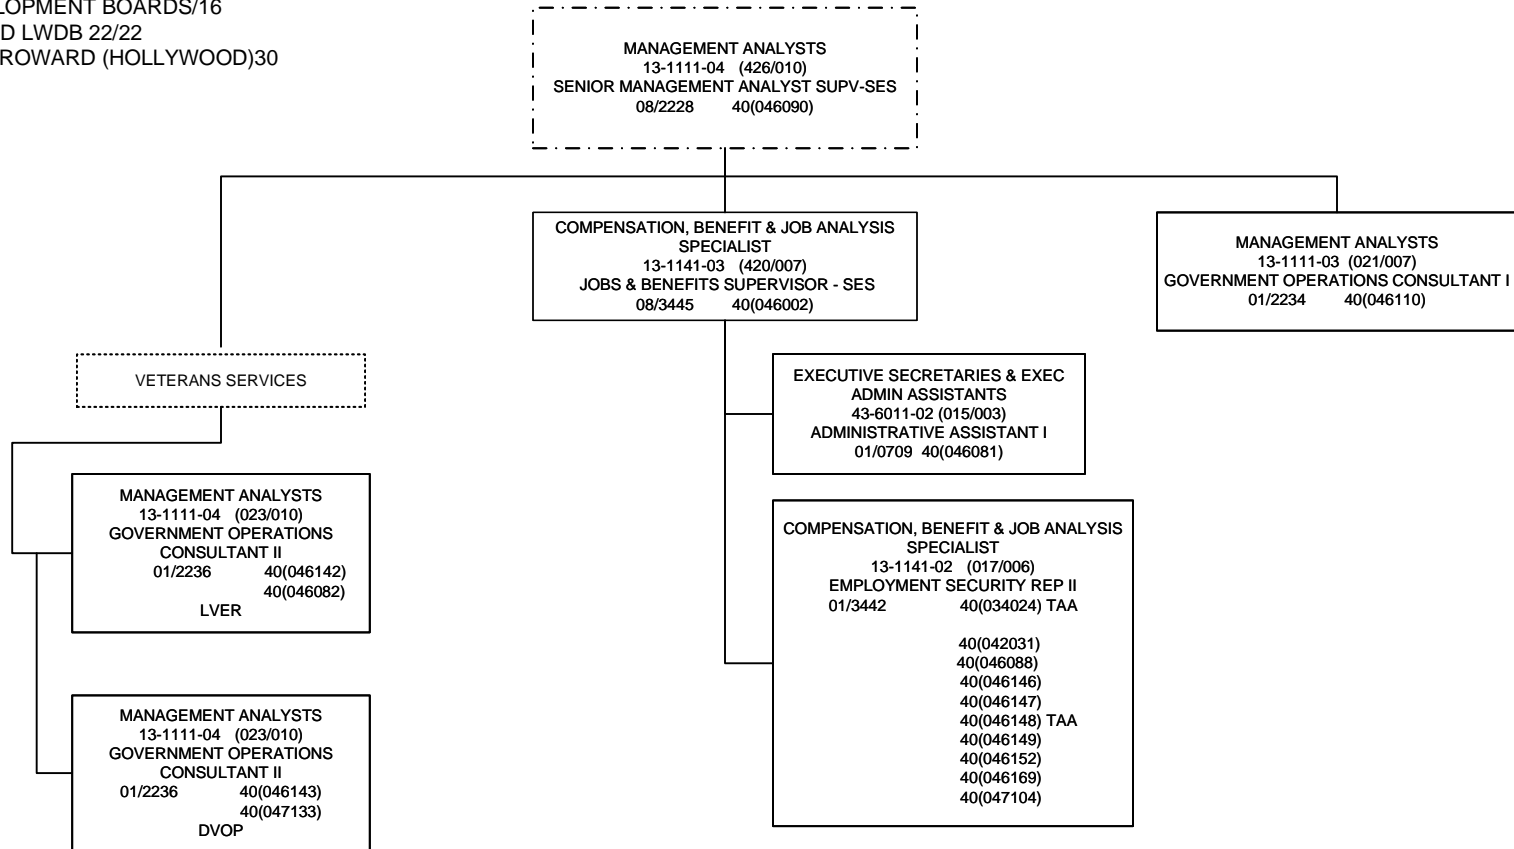 LOPMENT BOARDS/16
D LWDB 22/22
ROWARD (HOLLYWOOD)30
MANAGEMENT ANALYSTS
13-1111-04 (426/010)
SENIOR MANAGEMENT ANALYST SUPV-SES
08/2228 40(046090)
COMPENSATION, BENEFIT & JOB ANALYSIS
SPECIALIST
13-1141-03 (420/007)
JOBS & BENEFITS SUPERVISOR - SES
08/3445 40(046002)
MANAGEMENT ANALYSTS
13-1111-03 (021/007)
GOVERNMENT OPERATIONS CONSULTANT I
01/2234 40(046110)
VETERANS SERVICES
EXECUTIVE SECRETARIES & EXEC
ADMIN ASSISTANTS
43-6011-02 (015/003)
ADMINISTRATIVE ASSISTANT I
01/0709 40(046081)
MANAGEMENT ANALYSTS
13-1111-04 (023/010)
GOVERNMENT OPERATIONS
CONSULTANT II
01/2236 40(046142)
40(046082)
LVER
COMPENSATION, BENEFIT & JOB ANALYSIS
SPECIALIST
13-1141-02 (017/006)
EMPLOYMENT SECURITY REP II
01/3442 40(034024) TAA
40(042031)
40(046088)
40(046146)
40(046147)
40(046148) TAA
40(046149)
40(046152)
40(046169)
40(047104)
MANAGEMENT ANALYSTS
13-1111-04 (023/010)
GOVERNMENT OPERATIONS
CONSULTANT II
01/2236 40(046143)
40(047133)
DVOP